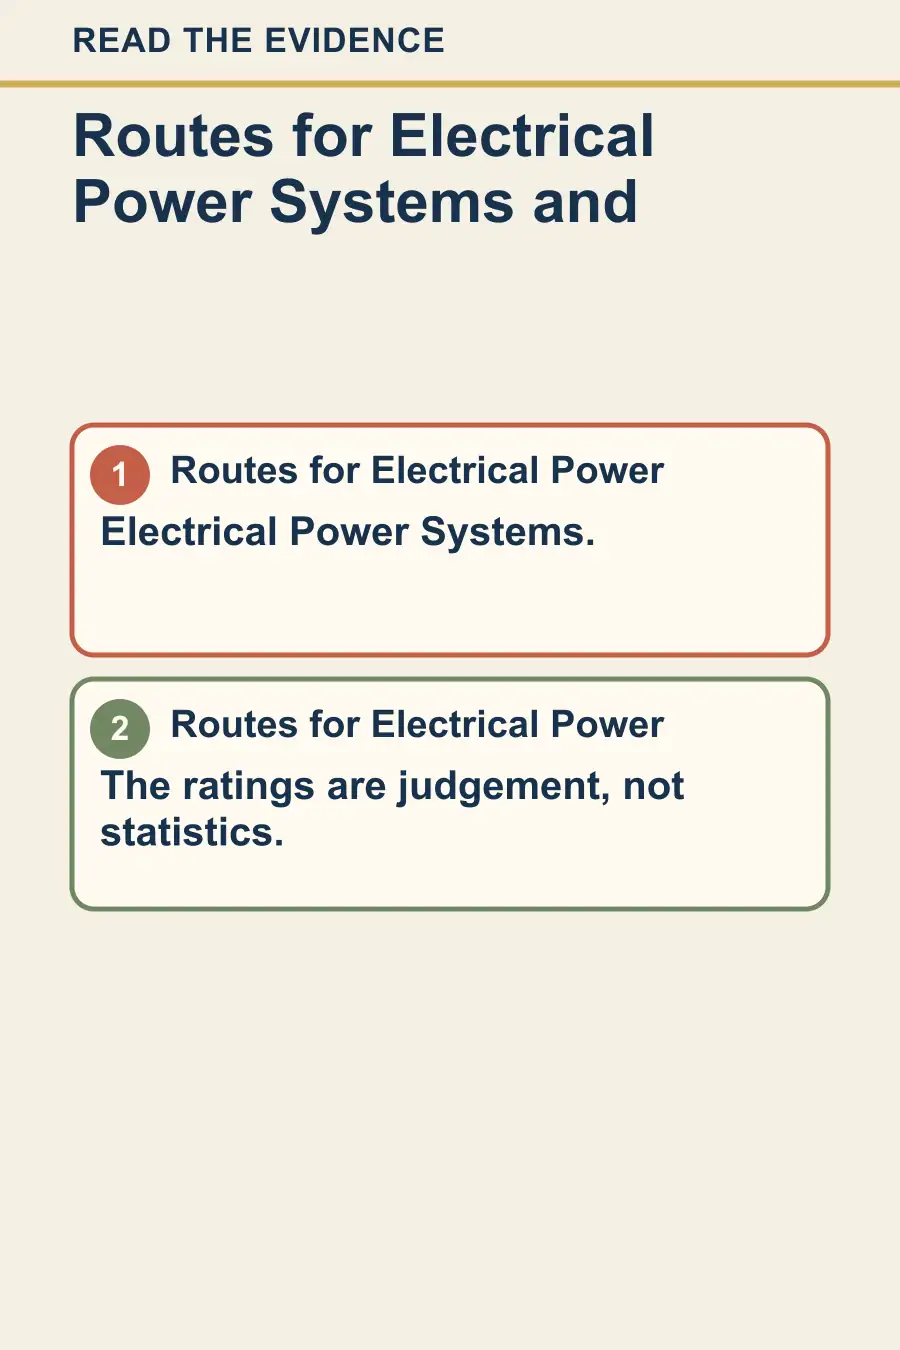 READ THE EVIDENCE
Routes for Electrical
Power Systems and
1 Routes for Electrical Power
Electrical Power Systems.
2 Routes for Electrical Power
The ratings are judgement, not
statistics.